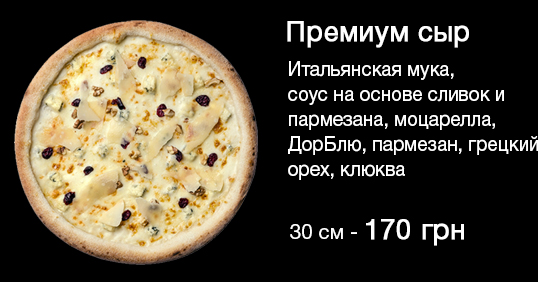 Премиум сыр
Итальянская мука,
соус на основе сливок и
пармезана, моцарелла,
ДорБлю, пармезан, грецкий
орех, клюква
30 см - 170 грн